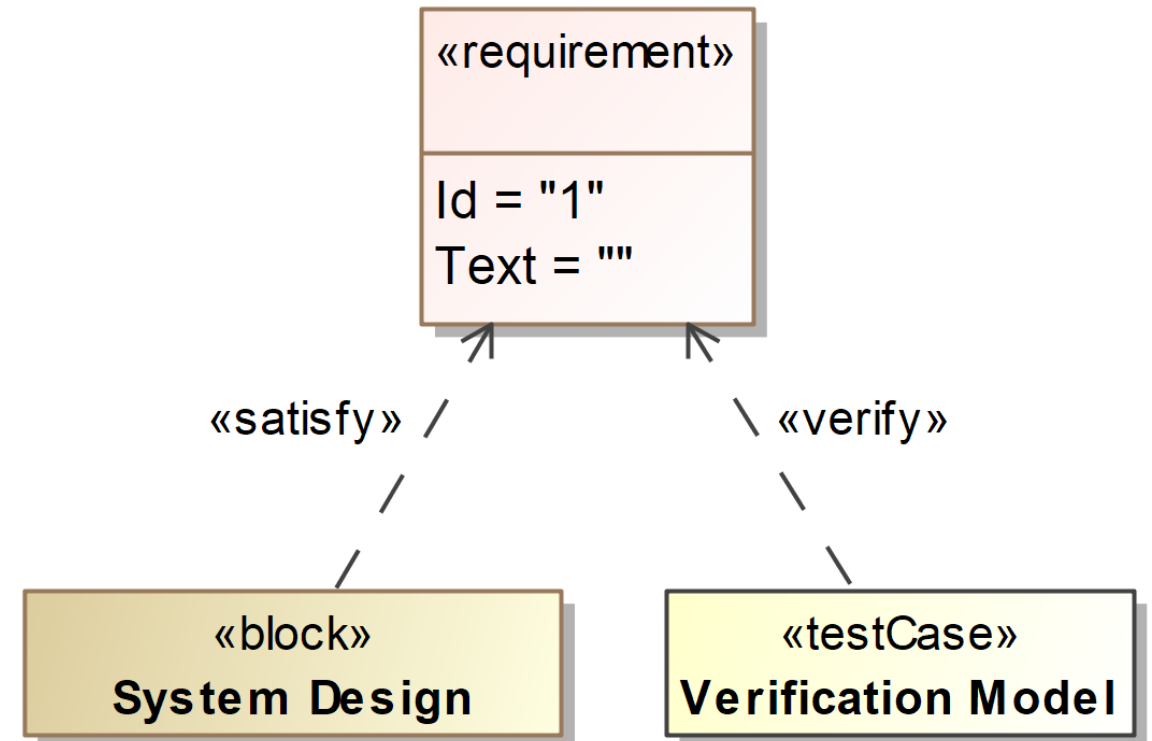 «requirement»
Id = "1"
Text = ""
«satisfy»
«verify»
«block»
System Design
«testCase»
Verification Model